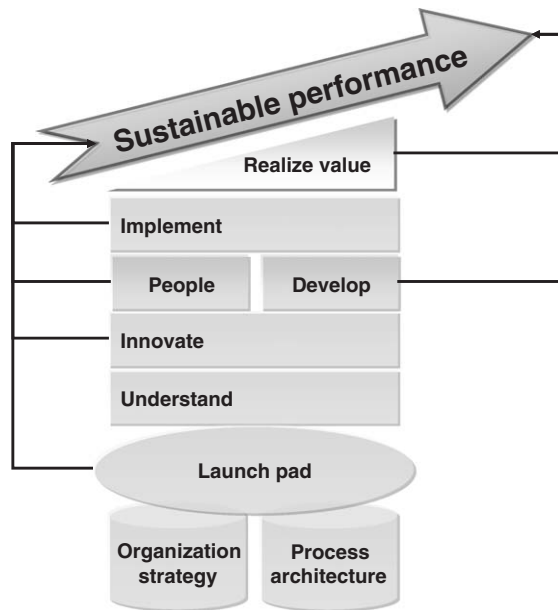 Sustainable performance
Realize value
Implement
People
Develop
Innovate
Understand
Launch pad
Organization
strategy
Process
architecture